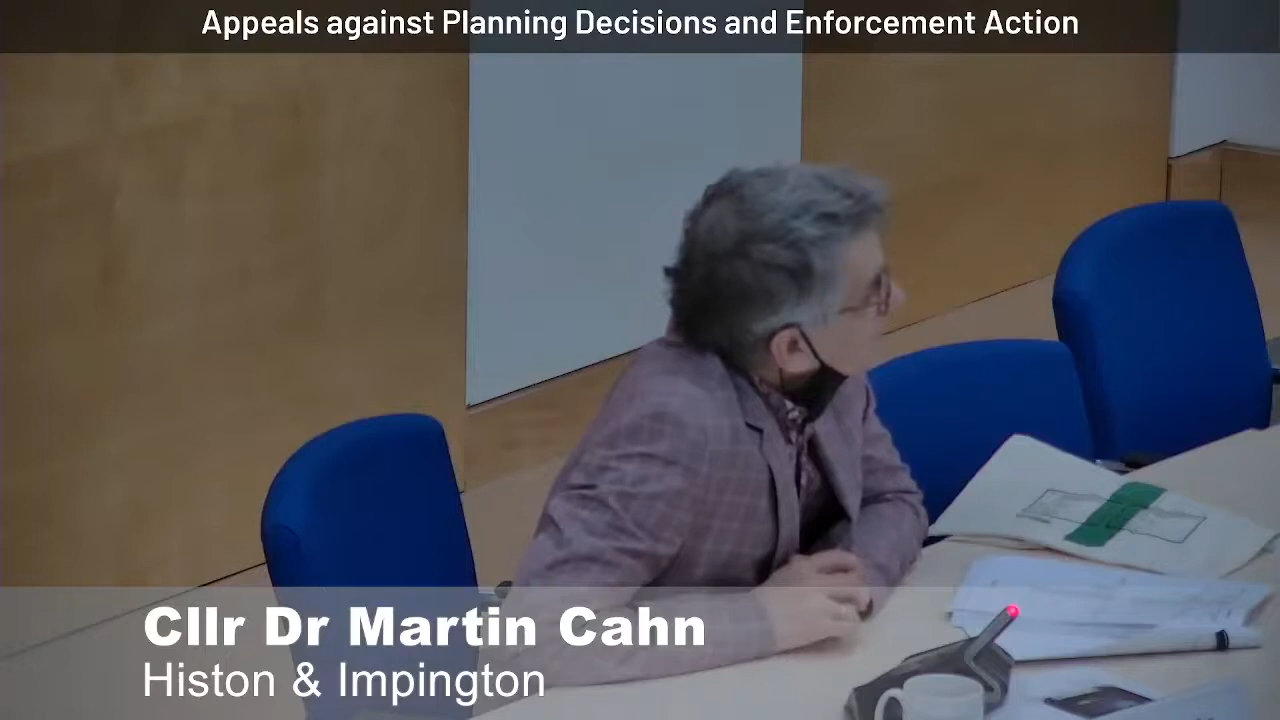 Appeals against Planning Decisions and Enforcement Action
Cllr Dr Martin Cahn
Histon & Impington